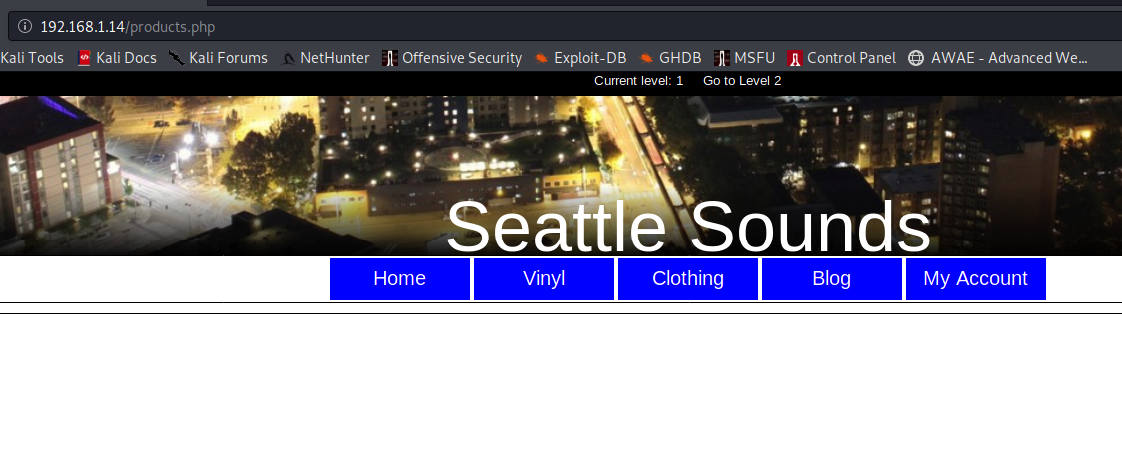 192.168.1.14/products.php
Kali Tools Kali Docs Kali Forums NetHunter Offensive Security Exploit-DB GHDB MSFU Control Panel AWAE - Advanced We...
Current level: 1 Go to Level 2
Seattle Sounds
Home Vinyl Clothing Blog My Account